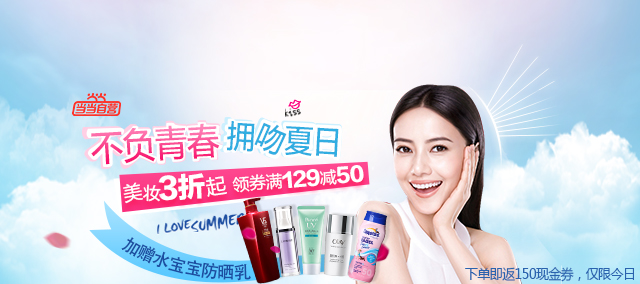 当当自营
kiss
不负青春 拥吻夏日
美妆3折起 领券满129减50
I LOVE SUMMER
加赠水宝宝防晒乳
OLAY
下单即返150现金券，仅限今日